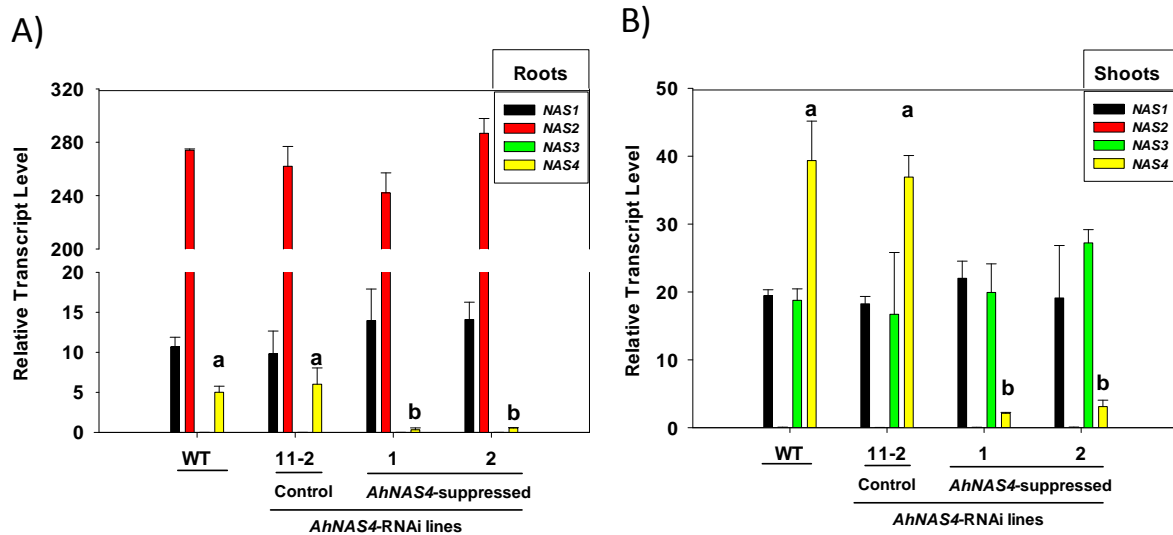 A)
Roots
NAS1
NAS2
NAS3
NAS4
Relative Transcript Level
320
280
240
200
20
15
10
5
0
a
a
b
b
WT
11-2
1
2
Control
AhNAS4-suppressed
AhNAS4-RNAi lines
B)
Shoots
NAS1
NAS2
NAS3
NAS4
Relative Transcript Level
50
40
30
20
10
0
a
a
b
b
WT
11-2
1
2
Control
AhNAS4-suppressed
AhNAS4-RNAi lines